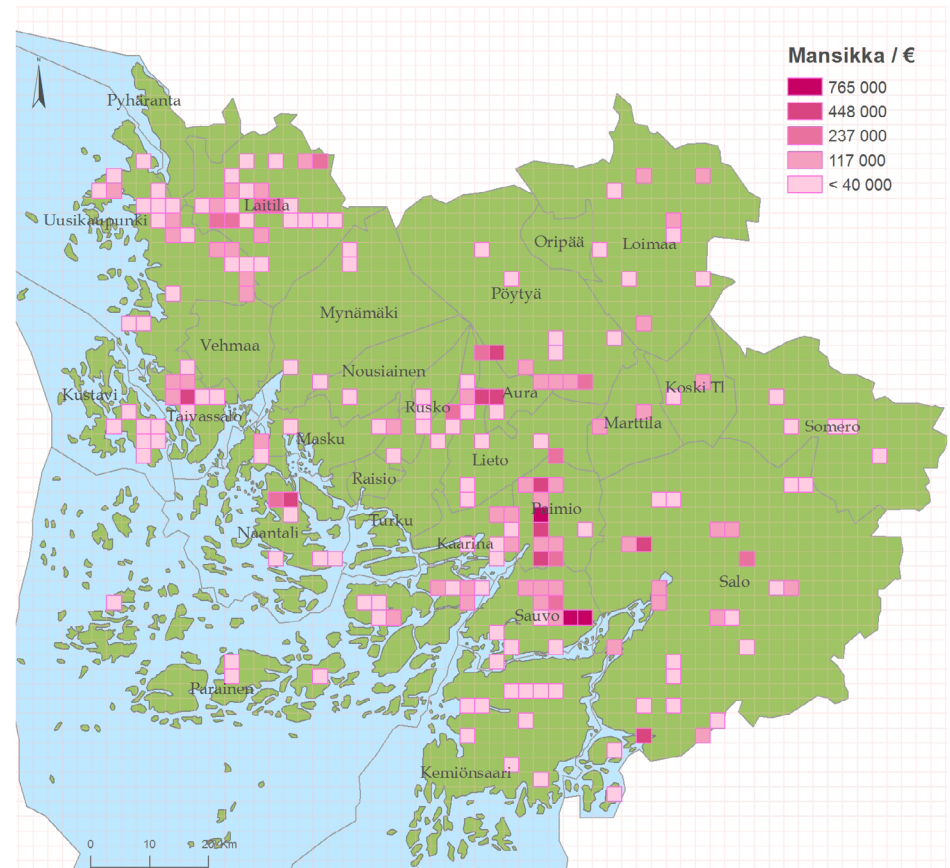 N
Mansikka / €
765 000
448 000
237 000
117 000
< 40 000
Pyhäranta
Laitila
Uusikaupunki
Oripää
Loimaa
Pöytyä
Mynämäki
Vehmaa
Nousiainen
Koski Tl
Kustavi
Aura
Rusko
Taivassalo
Marttila
Somero
Masku
Lieto
Raisio
Paimio
Turku
Naantali
Kaarina
Salo
Sauvo
Parainen
Kemiönsaari
0 10 20 Km